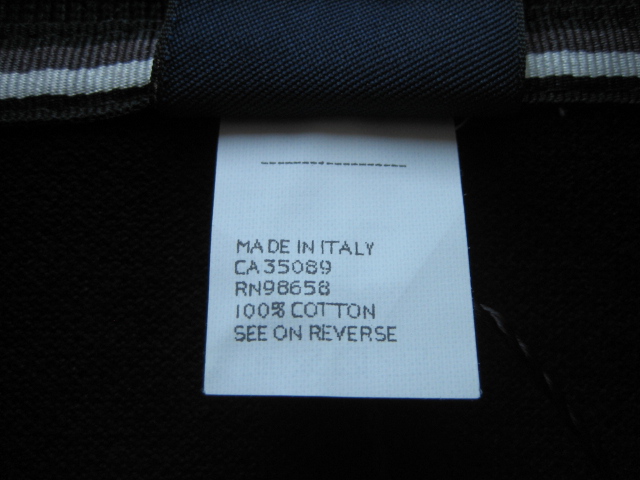 MADE IN ITALY
CA35089
RN98658
100% COTTON
SEE ON REVERSE